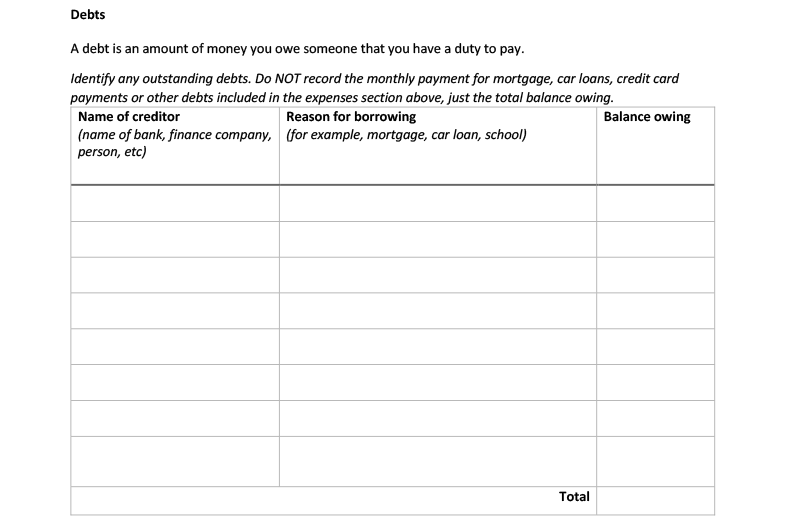 Debts
A debt is an amount of money you owe someone that you have a duty to pay.
Identify any outstanding debts. Do NOT record the monthly payment for mortgage, car loans, credit card
payments or other debts included in the expenses section above, just the total balance owing.
Name of creditor
(name of bank, finance company,
person, etc)
Reason for borrowing
(for example, mortgage, car loan, school)
Balance owing
Total